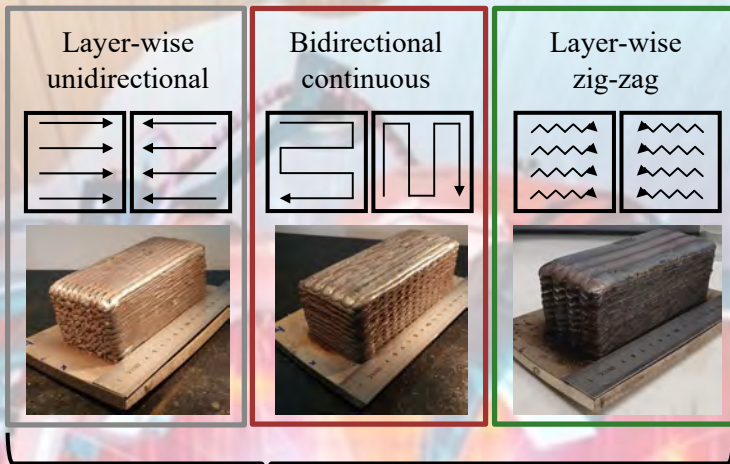 Layer-wise
unidirectional
Bidirectional
continuous
Layer-wise
zig-zag